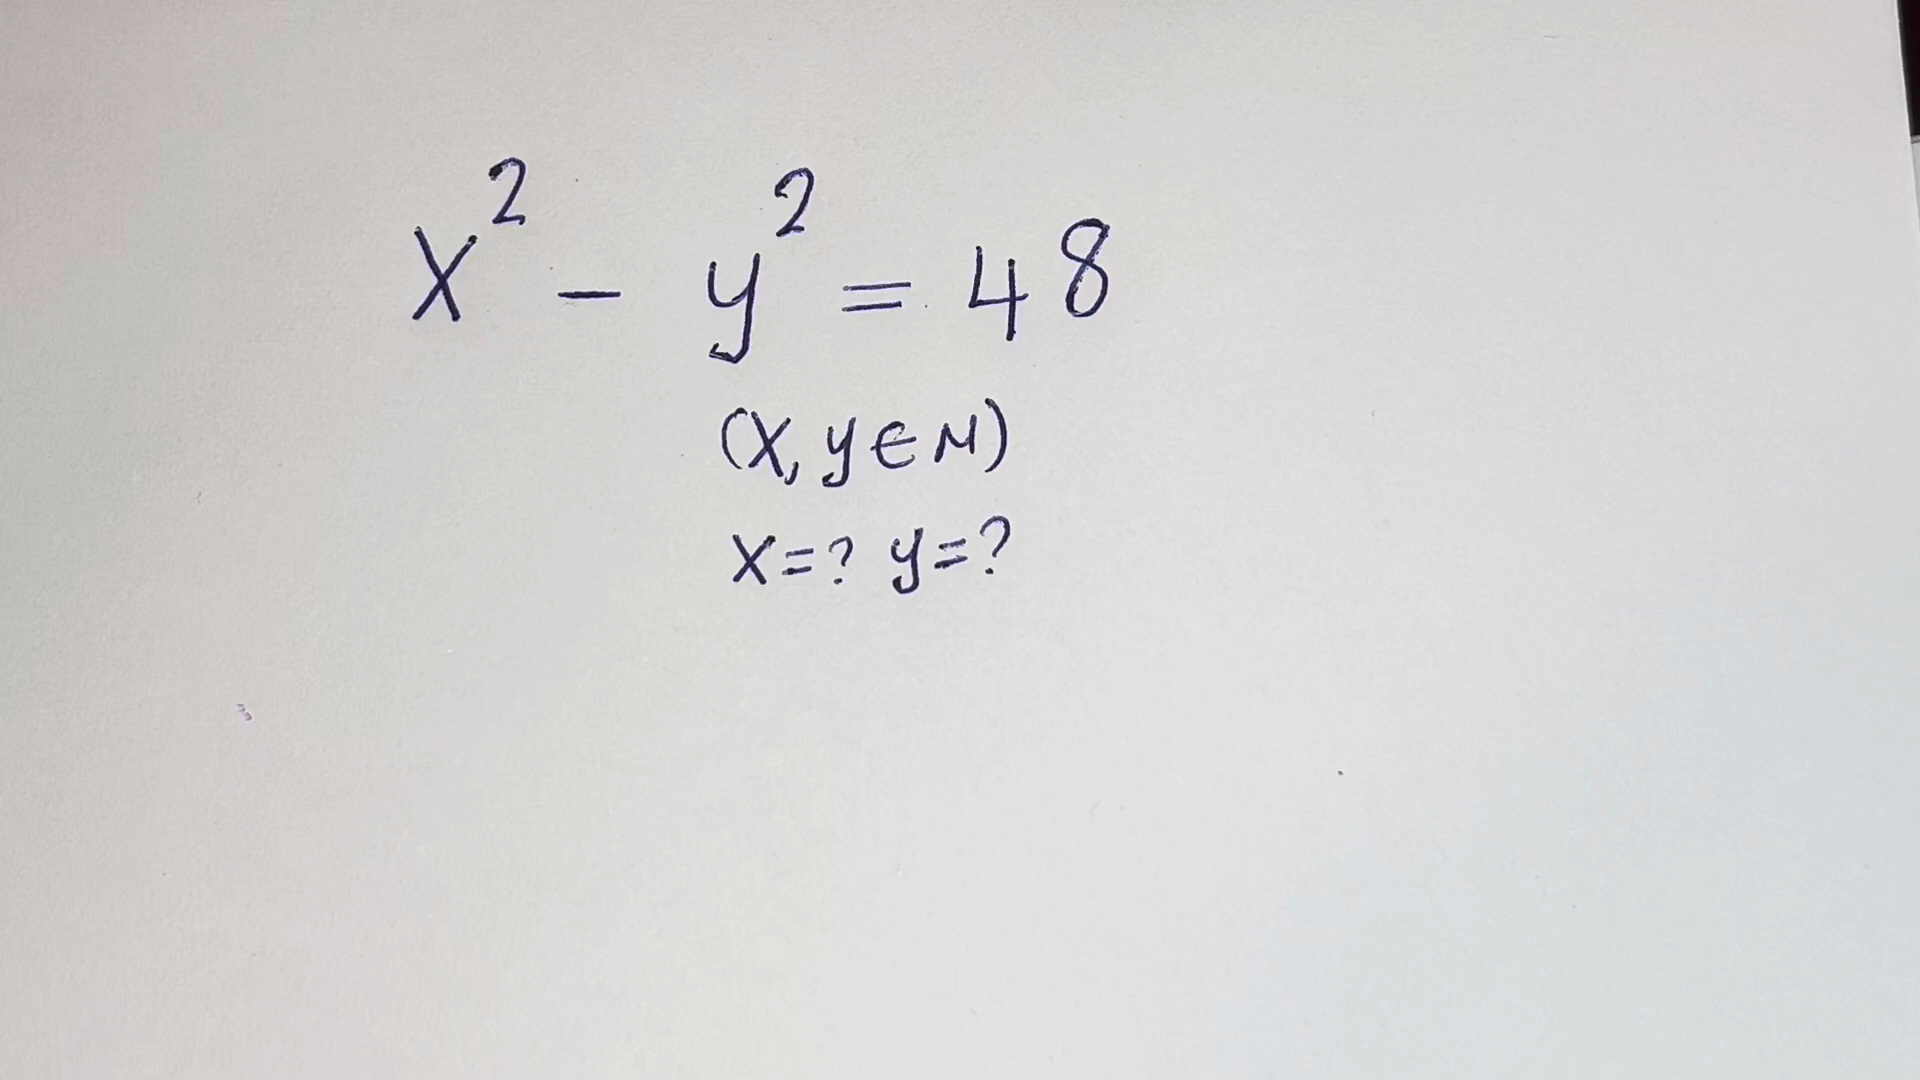 x² - y² = 48
(x, y ∈ N)
x=? y=?